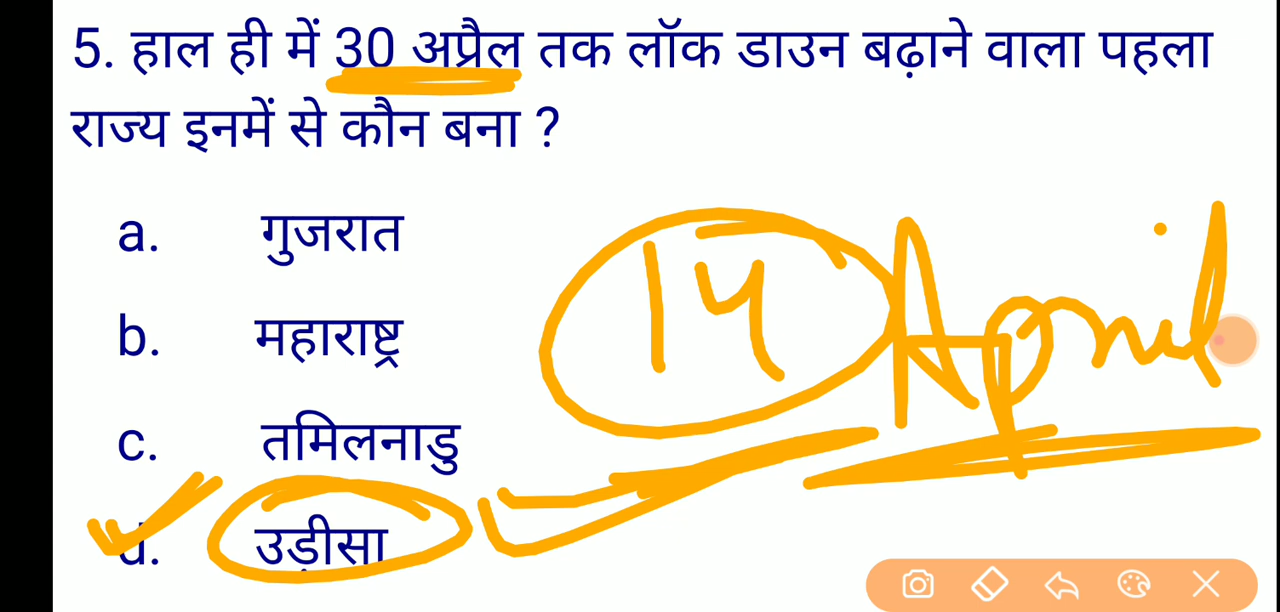 5. हाल ही में 30 अप्रैल तक लॉक डाउन बढ़ाने वाला पहला
राज्य इनमें से कौन बना ?
a. गुजरात
b. महाराष्ट्र
14 April
c. तमिलनाडु
d. उड़ीसा